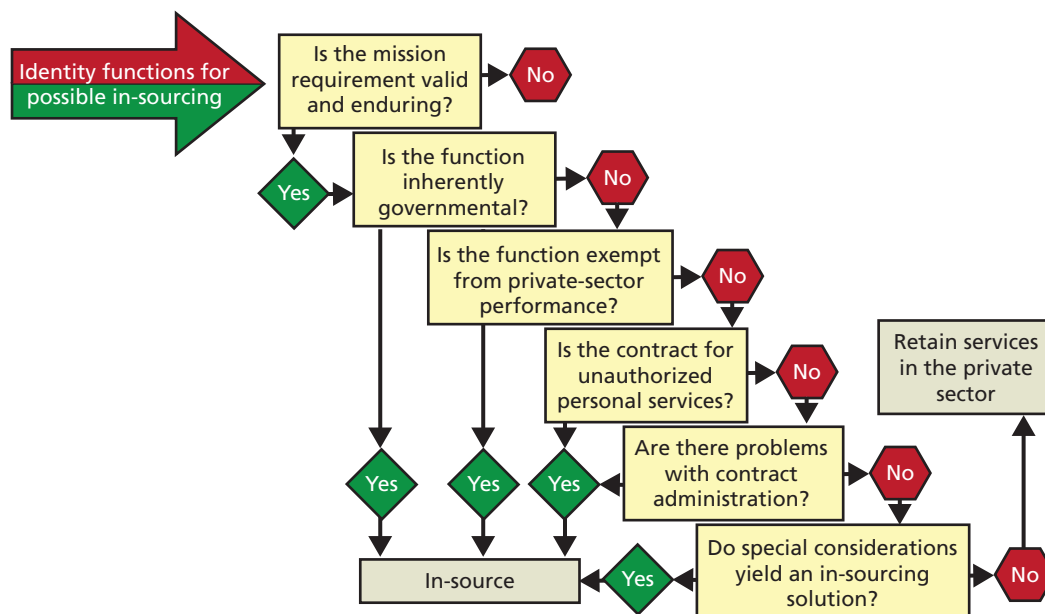 Identity functions for
possible in-sourcing
Is the mission
requirement valid
and enduring?
No
Yes
Is the function
inherently
governmental?
No
Is the function exempt
from private-sector
performance?
No
Is the contract for
unauthorized
personal services?
No
Retain services
in the private
sector
Are there problems
with contract
administration?
No
Yes
Yes
Yes
Do special considerations
yield an in-sourcing
solution?
No
Yes
In-source